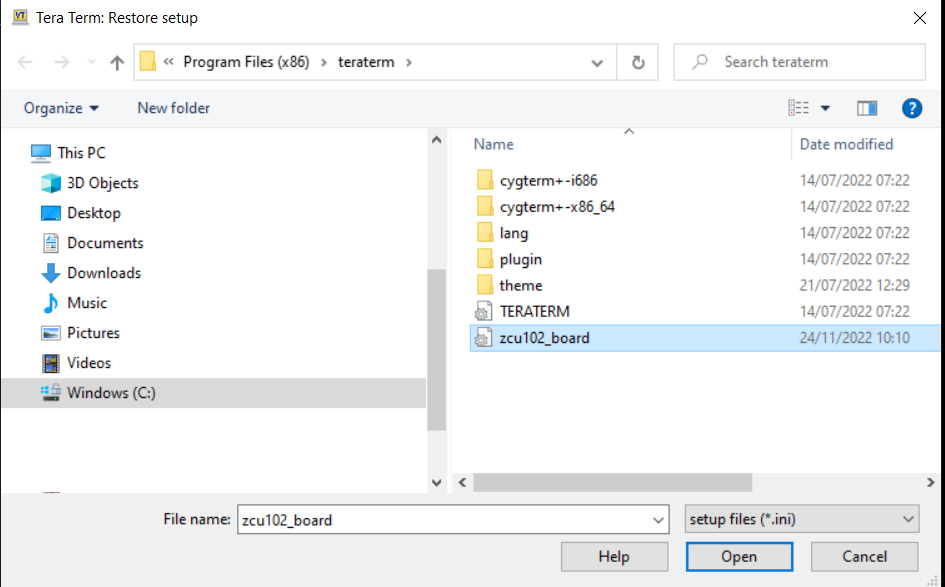 Tera Term: Restore setup
« Program Files (x86) › teraterm ›
Search teraterm
Organize
New folder
?
This PC
3D Objects
Desktop
Documents
Downloads
Music
Pictures
Videos
Windows (C:)
Name Date modified
cygterm+-i686 14/07/2022 07:22
cygterm+-x86_64 14/07/2022 07:22
lang 14/07/2022 07:22
plugin 14/07/2022 07:22
theme 21/07/2022 12:29
TERATERM 14/07/2022 07:22
zcu102_board 24/11/2022 10:10
File name: zcu102_board
setup files (*.ini)
Help
Open
Cancel